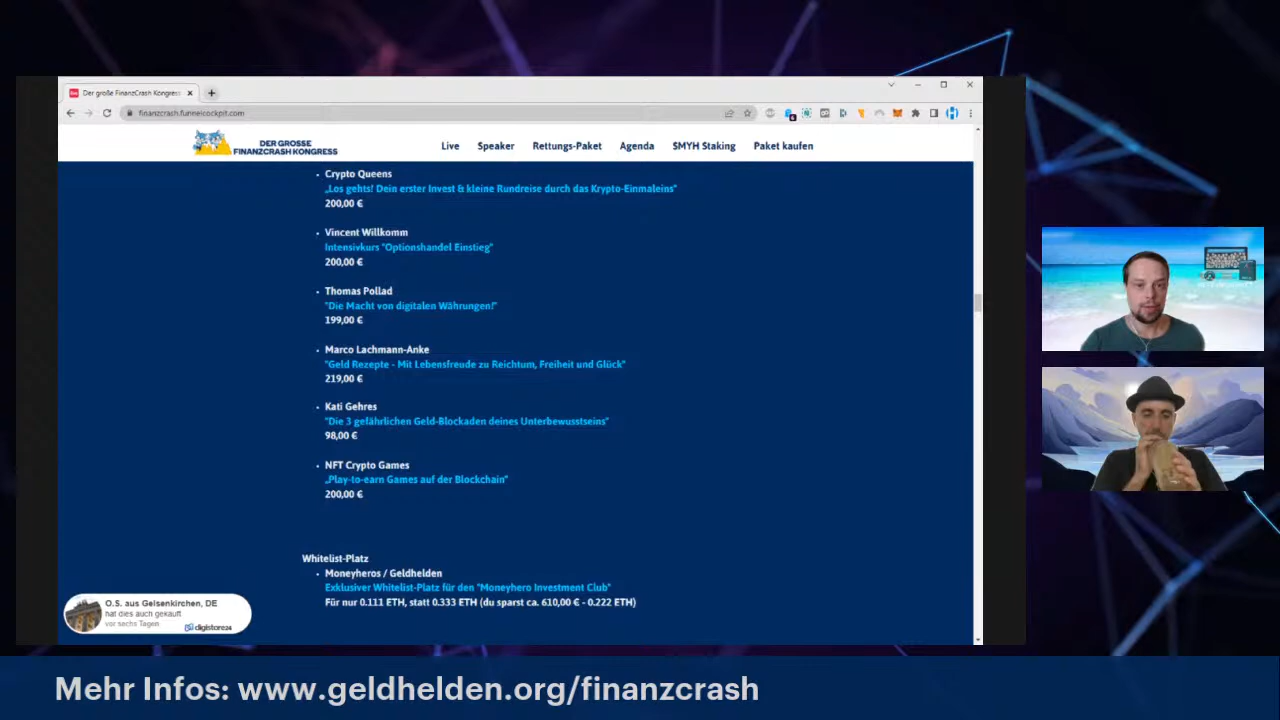 Der große FinanzCrash Kongress
finanzcrash.funnelcockpit.com
DER GROSSE
FINANZCRASH KONGRESS
Live Speaker Rettungs-Paket Agenda $MYH Staking Paket kaufen
• Crypto Queens
„Los gehts! Dein erster Invest & kleine Rundreise durch das Krypto-Einmaleins"
200,00 €
• Vincent Willkomm
Intensivkurs "Optionshandel Einstieg"
200,00 €
• Thomas Pollad
"Die Macht von digitalen Währungen!"
199,00 €
• Marco Lachmann-Anke
"Geld Rezepte - Mit Lebensfreude zu Reichtum, Freiheit und Glück"
219,00 €
• Kati Gehres
"Die 3 gefährlichen Geld-Blockaden deines Unterbewusstseins"
98,00 €
• NFT Crypto Games
„Play-to-earn Games auf der Blockchain"
200,00 €
Whitelist-Platz
• Moneyheros / Geldhelden
Exklusiver Whitelist-Platz für den "Moneyhero Investment Club"
Für nur 0.111 ETH, statt 0.333 ETH (du sparst ca. 610,00 € - 0.222 ETH)
O.S. aus Gelsenkirchen, DE
hat dies auch gekauft
vor sechs Tagen
digistore24
Mehr Infos: www.geldhelden.org/finanzcrash